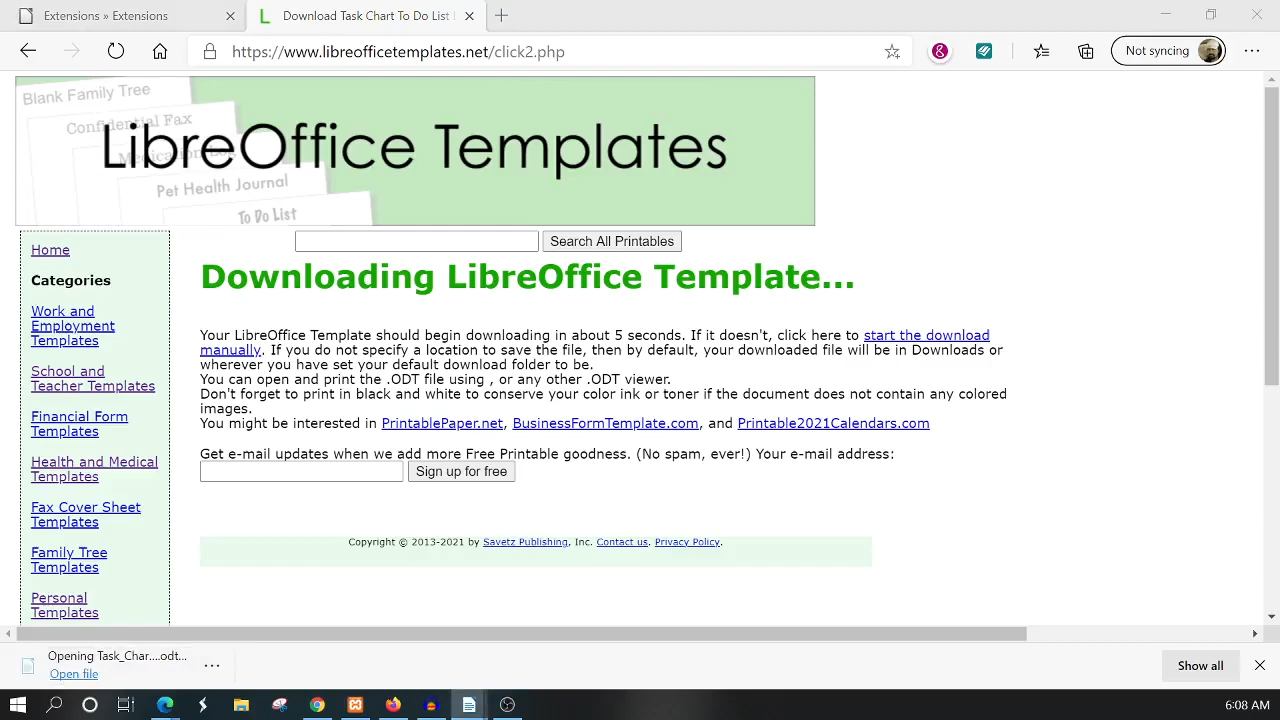 Extensions » Extensions
Download Task Chart To Do List
https://www.libreofficetemplates.net/click2.php
Not syncing
Blank Family Tree
Confidential Fax
Medication Log
Pet Health Journal
To Do List
LibreOffice Templates
Search All Printables
Home
Categories
Work and
Employment
Templates
School and
Teacher Templates
Financial Form
Templates
Health and Medical
Templates
Fax Cover Sheet
Templates
Family Tree
Templates
Personal
Templates
Downloading LibreOffice Template...
Your LibreOffice Template should begin downloading in about 5 seconds. If it doesn't, click here to start the download
manually. If you do not specify a location to save the file, then by default, your downloaded file will be in Downloads or
wherever you have set your default download folder to be.
You can open and print the .ODT file using , or any other .ODT viewer.
Don't forget to print in black and white to conserve your color ink or toner if the document does not contain any colored
images.
You might be interested in PrintablePaper.net, BusinessFormTemplate.com, and Printable2021Calendars.com
Get e-mail updates when we add more Free Printable goodness. (No spam, ever!) Your e-mail address:
Sign up for free
Copyright © 2013-2021 by Savetz Publishing, Inc. Contact us. Privacy Policy.
Opening Task_Char....odt...
Open file
Show all
6:08 AM